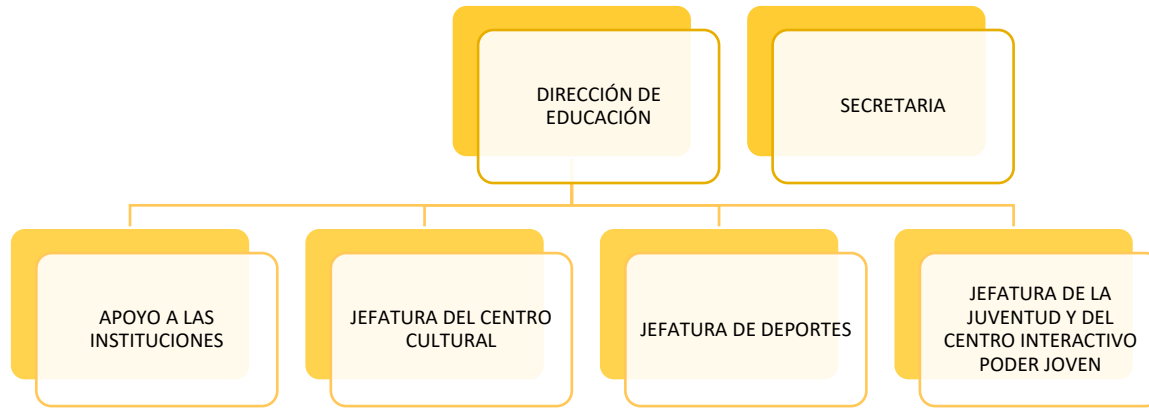 DIRECCIÓN DE
EDUCACIÓN
SECRETARIA
APOYO A LAS
INSTITUCIONES
JEFATURA DEL CENTRO
CULTURAL
JEFATURA DE DEPORTES
JEFATURA DE LA
JUVENTUD Y DEL
CENTRO INTERACTIVO
PODER JOVEN